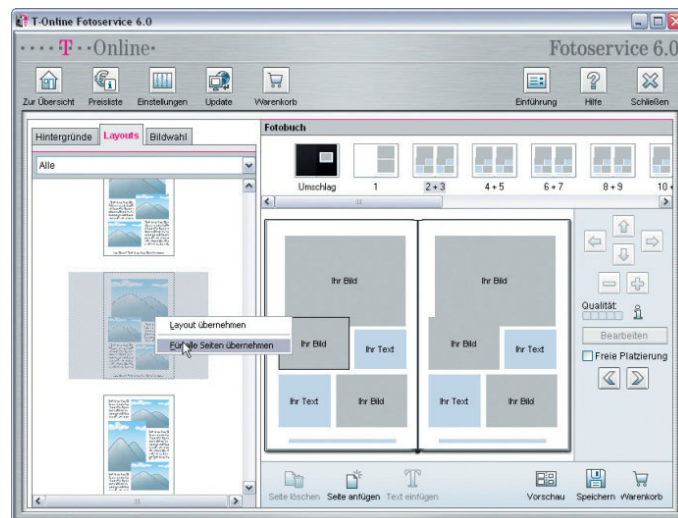 T-Online Fotoservice 6.0
T Online
Fotoservice 6.0
Zur Übersicht Preisliste Einstellungen Update Warenkorb Einführung Hilfe Schließen
Hintergründe Layouts Bildwahl
Alle
Fotobuch
Umschlag 1 2 + 3 4 + 5 6 + 7 8 + 9 10 +
Layout übernehmen
Für alle Seiten übernehmen
Ihr Bild Ihr Bild
Ihr Bild Ihr Text Ihr Bild Ihr Text
Ihr Text Ihr Bild Ihr Text Ihr Bild
Qualität:
Bearbeiten
Freie Platzierung
Seite löschen Seite anfügen Text einfügen Vorschau Speichern Warenkorb